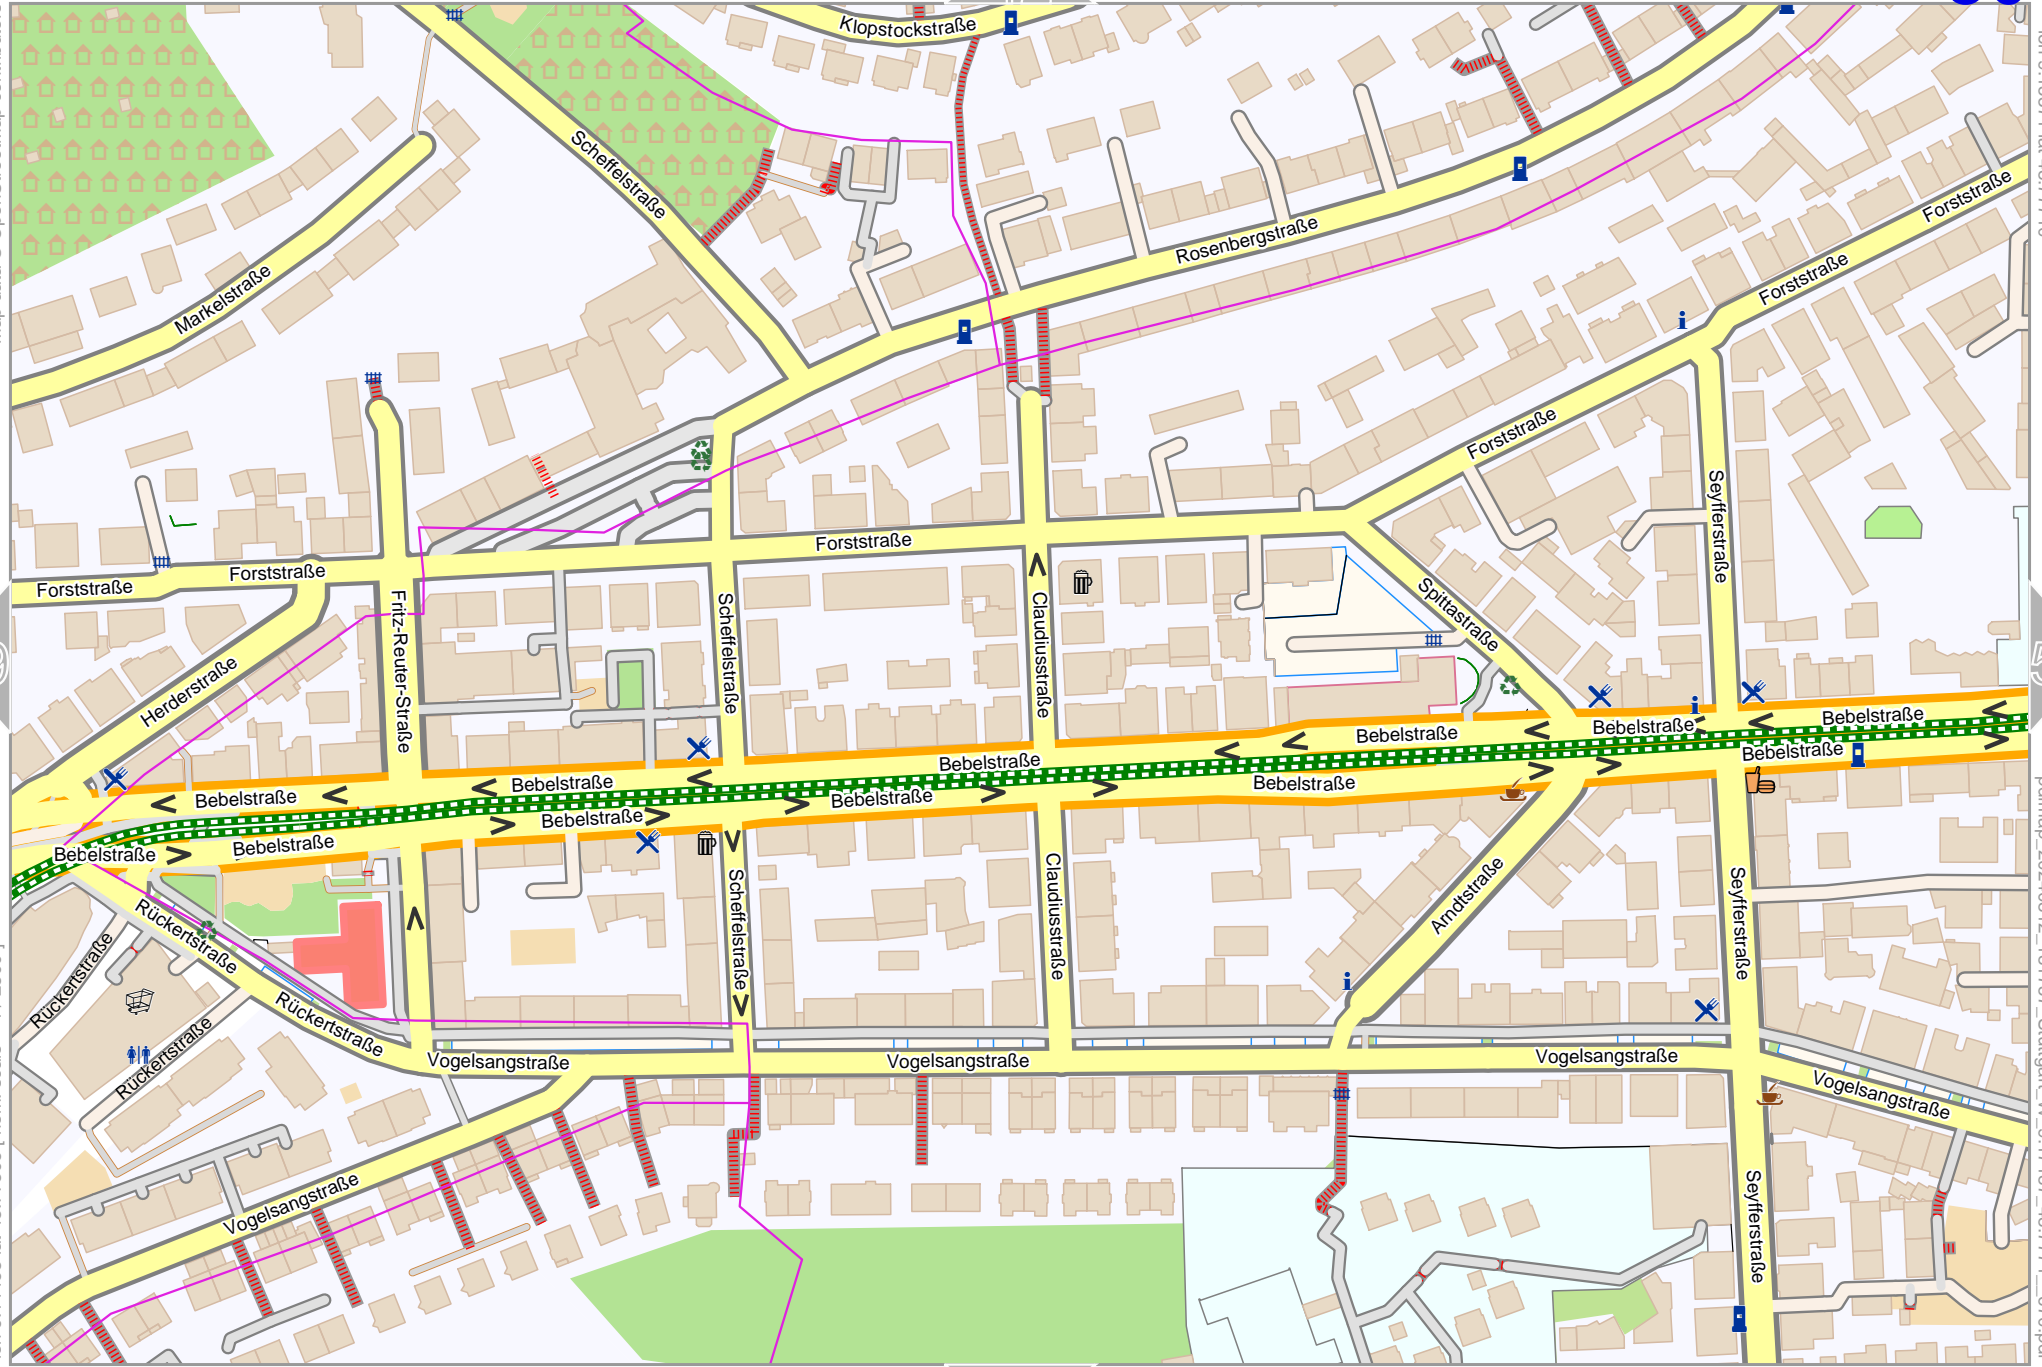 Klopstockstraße
Scheffelstraße
Forststraße
Rosenbergstraße
Forststraße
Markelstraße
Forststraße
Seyfferstraße
Forststraße
Forststraße
Forststraße
Fritz-Reuter-Straße
Scheffelstraße
Claudiusstraße
Spittastraße
Herderstraße
Bebelstraße
Bebelstraße
Bebelstraße
Bebelstraße
Bebelstraße
Bebelstraße
Bebelstraße
Bebelstraße
Bebelstraße
Bebelstraße
Bebelstraße
Bebelstraße
Bebelstraße
Rückertstraße
Scheffelstraße
Claudiusstraße
Arndtstraße
Seyfferstraße
Rückertstraße
Rückertstraße
Rückertstraße
Vogelsangstraße
Vogelsangstraße
Vogelsangstraße
Vogelsangstraße
Vogelsangstraße
Seyfferstraße